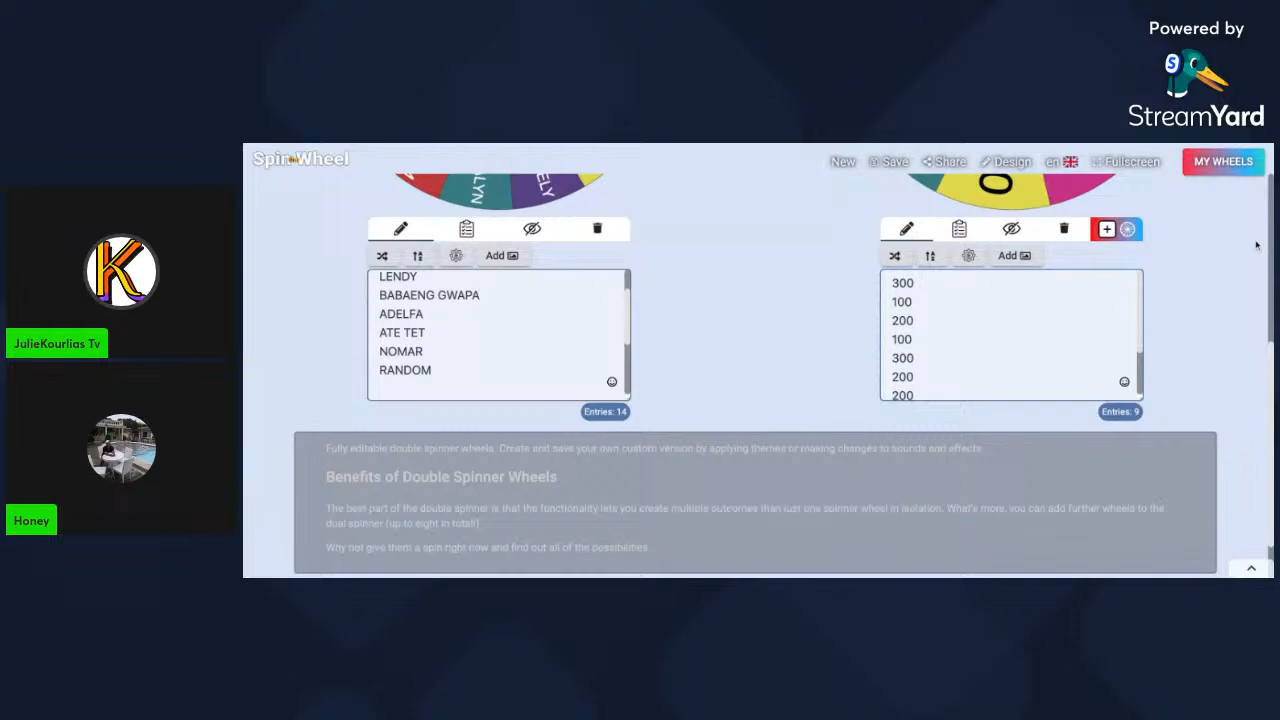 Powered by
S
StreamYard
Spin Wheel
New
Save
Share
Design
en
Fullscreen
MY WHEELS
LYN
ELY
0
Add
Add
LENDY
BABAENG GWAPA
ADELFA
ATE TET
NOMAR
RANDOM
300
100
200
100
300
200
200
Entries: 14
Entries: 9
K
JulieKourlias Tv
Honey
Fully editable double spinner wheels. Create and save your own custom version by applying themes or making changes to sounds and effects.
Benefits of Double Spinner Wheels
The best part of the double spinner is that the functionality lets you create multiple outcomes than just one spinner wheel in isolation. What's more, you can add further wheels to the
dual spinner (up to eight in total!)
Why not give them a spin right now and find out all of the possibilities.